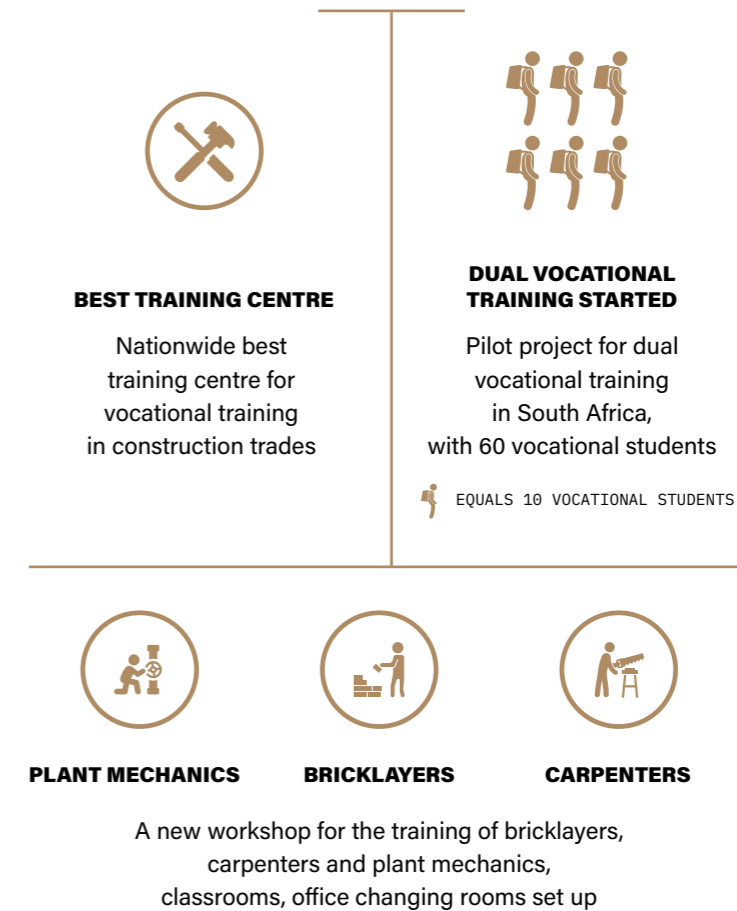 BEST TRAINING CENTRE
Nationwide best
training centre for
vocational training
in construction trades
DUAL VOCATIONAL
TRAINING STARTED
Pilot project for dual
vocational training
in South Africa,
with 60 vocational students
EQUALS 10 VOCATIONAL STUDENTS
PLANT MECHANICS
BRICKLAYERS
CARPENTERS
A new workshop for the training of bricklayers,
carpenters and plant mechanics,
classrooms, office changing rooms set up